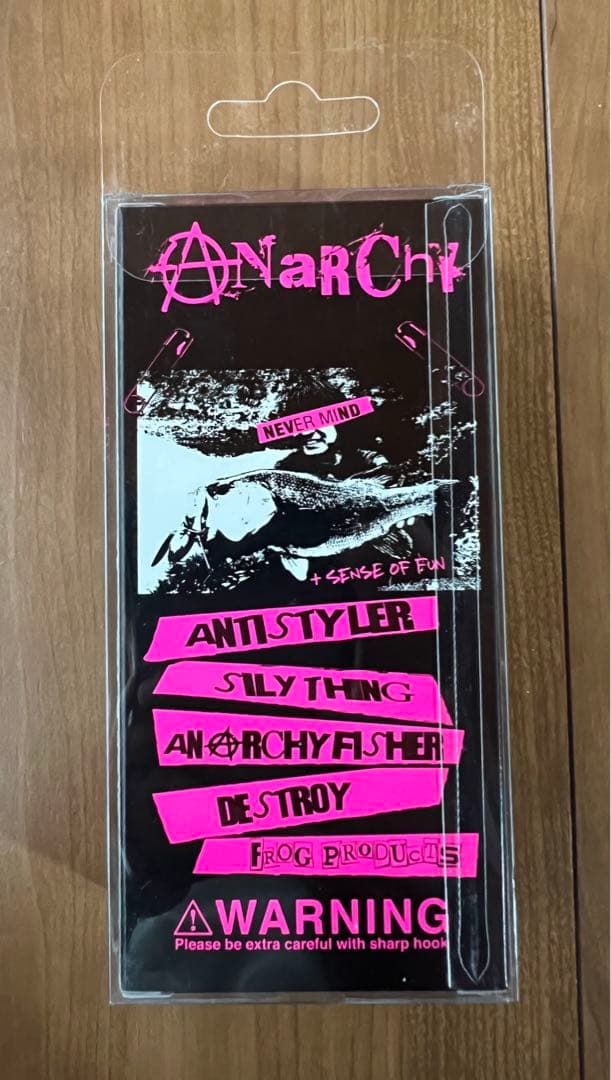 ANaRChY
NEVER MIND
+ SENSE OF FUN
ANTISTYLER
SILY THING
ANARCHY FISHER
DESTROY
FROG PRODUCTS
WARNING
Please be extra careful with sharp hook